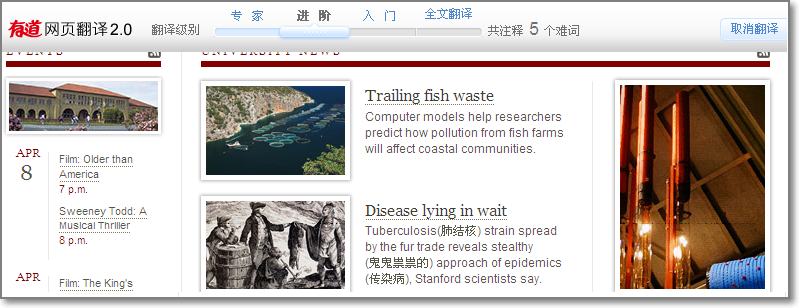 有道 网页翻译2.0
翻译级别
专 家 进 阶 入 门 全文翻译
共注释 5 个难词
取消翻译
EVENTS
UNIVERSITY NEWS
APR
8
Film: Older than
America
7 p.m.
Sweeney Todd: A
Musical Thriller
8 p.m.
APR
Film: The King's
Trailing fish waste
Computer models help researchers
predict how pollution from fish farms
will affect coastal communities.
Disease lying in wait
Tuberculosis(肺结核) strain spread
by the fur trade reveals stealthy
(鬼鬼祟祟的) approach of epidemics
(传染病), Stanford scientists say.